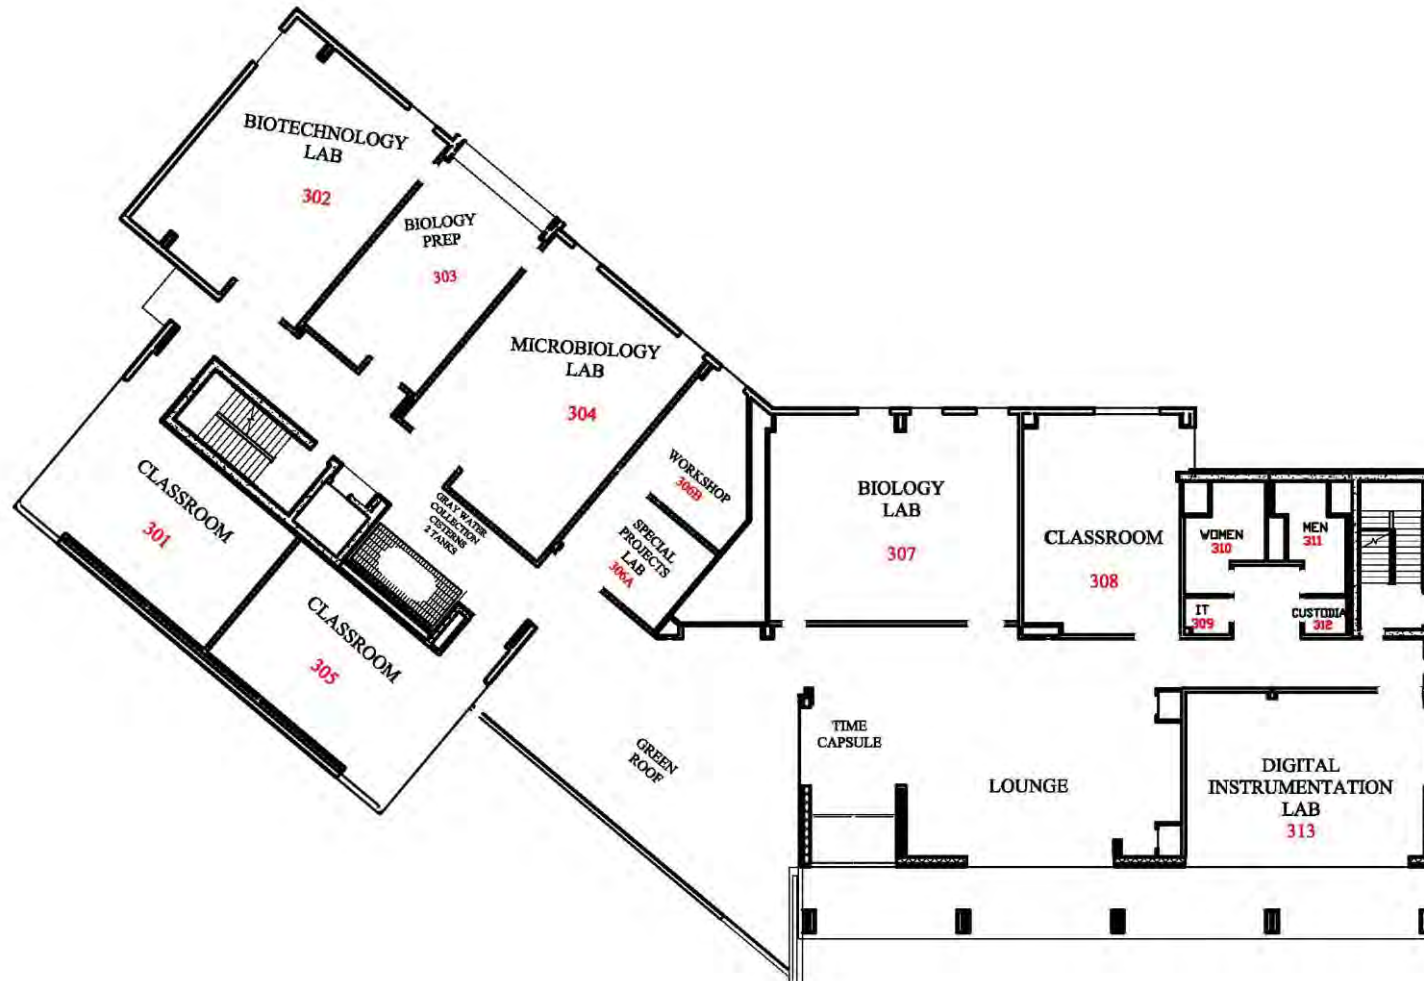 BIOTECHNOLOGY
LAB
302
BIOLOGY
PREP
303
MICROBIOLOGY
LAB
304
CLASSROOM
301
GRAY WATER
COLLECTION
CISTERNS
2 TANKS
CLASSROOM
305
WORKSHOP
306B
SPECIAL
PROJECTS
LAB
306A
BIOLOGY
LAB
307
CLASSROOM
308
WOMEN
310
MEN
311
IT
309
CUSTODIA
312
GREEN
ROOF
TIME
CAPSULE
LOUNGE
DIGITAL
INSTRUMENTATION
LAB
313